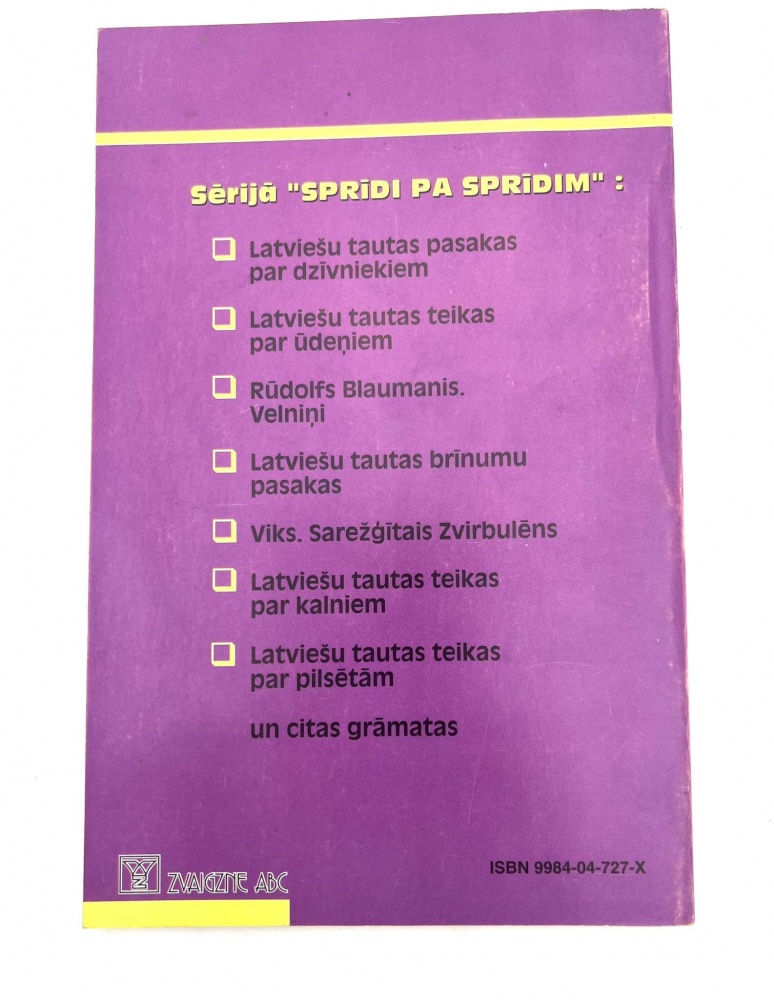 Sērijā "SPRīDI PA SPRīDIM" :
Latviešu tautas pasakas
par dzīvniekiem
Latviešu tautas teikas
par ūdeņiem
Rūdolfs Blaumanis.
Velniņi
Latviešu tautas brīnumu
pasakas
Viks. Sarežģītais Zvirbulēns
Latviešu tautas teikas
par kalniem
Latviešu tautas teikas
par pilsētām
un citas grāmatas
ZVAIGZNE ABC
ISBN 9984-04-727-X